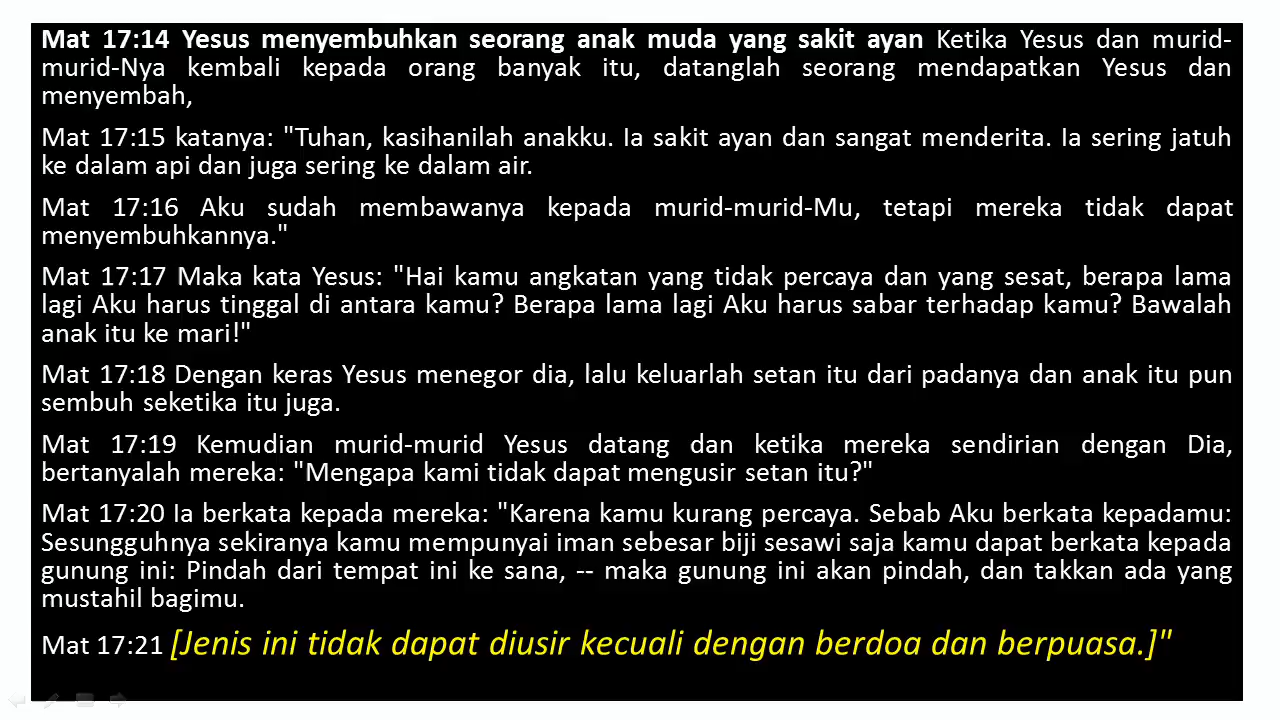 Mat 17:14 Yesus menyembuhkan seorang anak muda yang sakit ayan Ketika Yesus dan murid-
murid-Nya kembali kepada orang banyak itu, datanglah seorang mendapatkan Yesus dan
menyembah,
Mat 17:15 katanya: "Tuhan, kasihanilah anakku. Ia sakit ayan dan sangat menderita. Ia sering jatuh
ke dalam api dan juga sering ke dalam air.
Mat 17:16 Aku sudah membawanya kepada murid-murid-Mu, tetapi mereka tidak dapat
menyembuhkannya."
Mat 17:17 Maka kata Yesus: "Hai kamu angkatan yang tidak percaya dan yang sesat, berapa lama
lagi Aku harus tinggal di antara kamu? Berapa lama lagi Aku harus sabar terhadap kamu? Bawalah
anak itu ke mari!"
Mat 17:18 Dengan keras Yesus menegor dia, lalu keluarlah setan itu dari padanya dan anak itu pun
sembuh seketika itu juga.
Mat 17:19 Kemudian murid-murid Yesus datang dan ketika mereka sendirian dengan Dia,
bertanyalah mereka: "Mengapa kami tidak dapat mengusir setan itu?"
Mat 17:20 Ia berkata kepada mereka: "Karena kamu kurang percaya. Sebab Aku berkata kepadamu:
Sesungguhnya sekiranya kamu mempunyai iman sebesar biji sesawi saja kamu dapat berkata kepada
gunung ini: Pindah dari tempat ini ke sana, -- maka gunung ini akan pindah, dan takkan ada yang
mustahil bagimu.
Mat 17:21 [Jenis ini tidak dapat diusir kecuali dengan berdoa dan berpuasa.]"